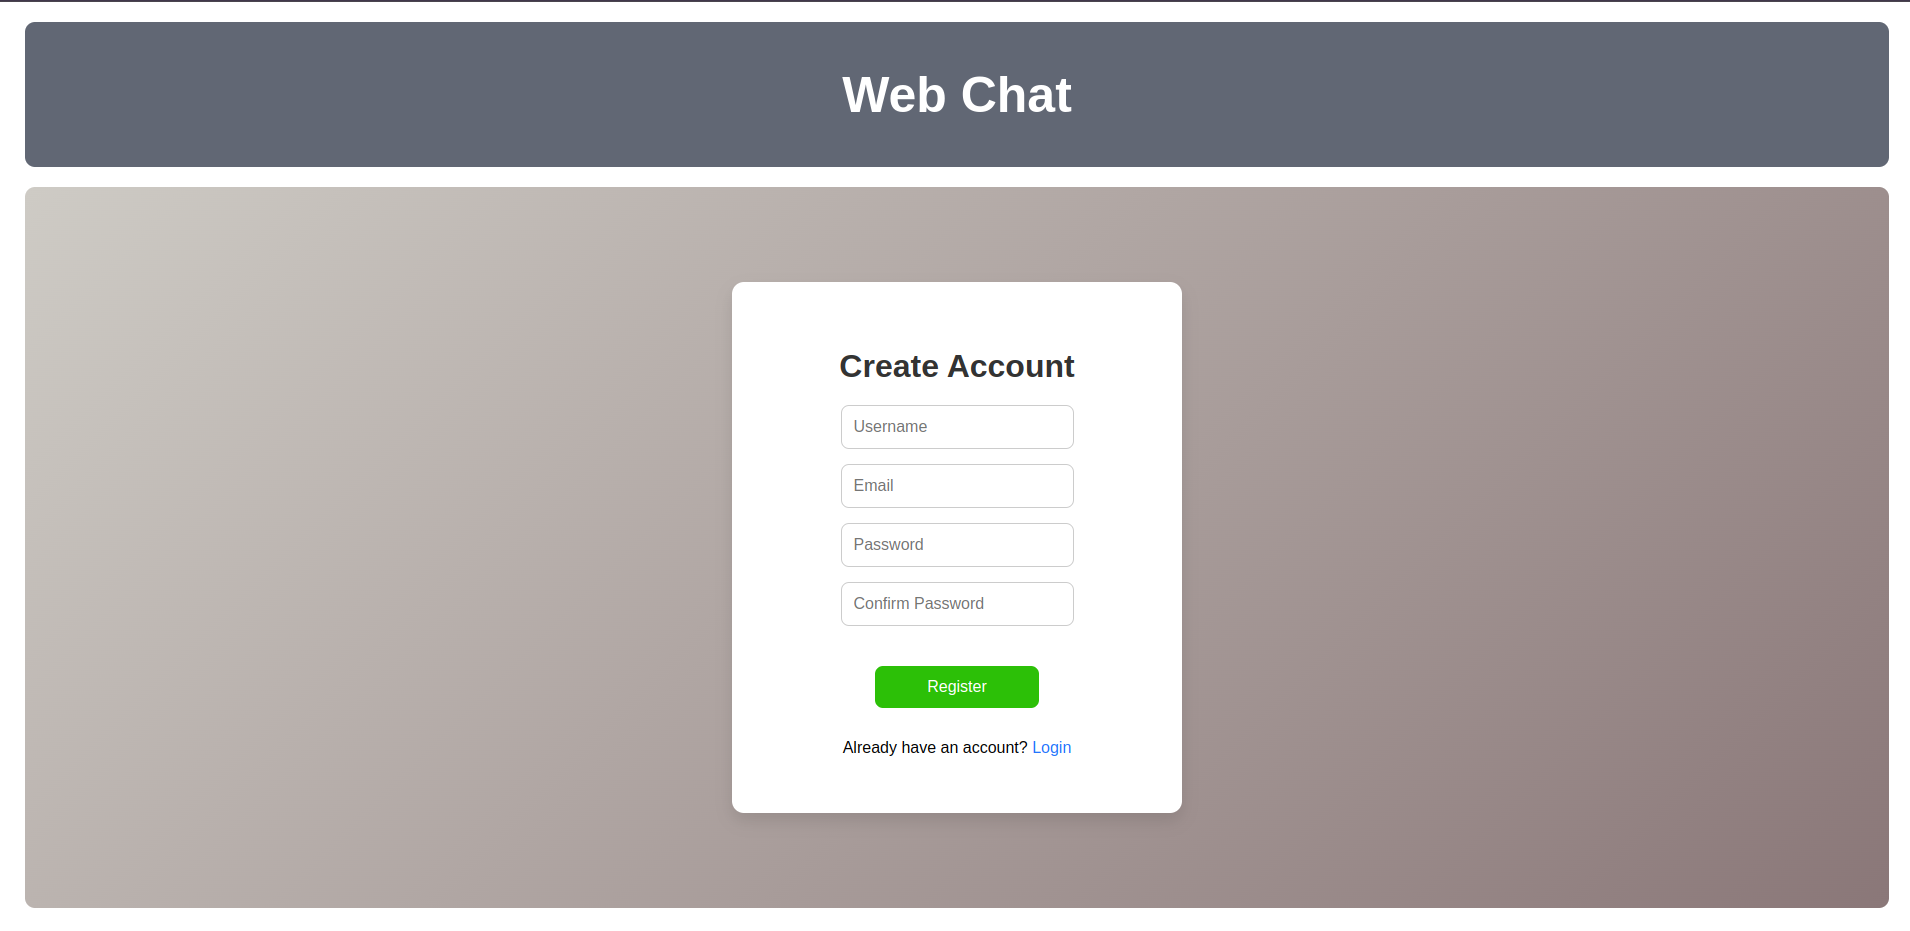 Web Chat
Create Account
Username
Email
Password
Confirm Password
Register
Already have an account? Login